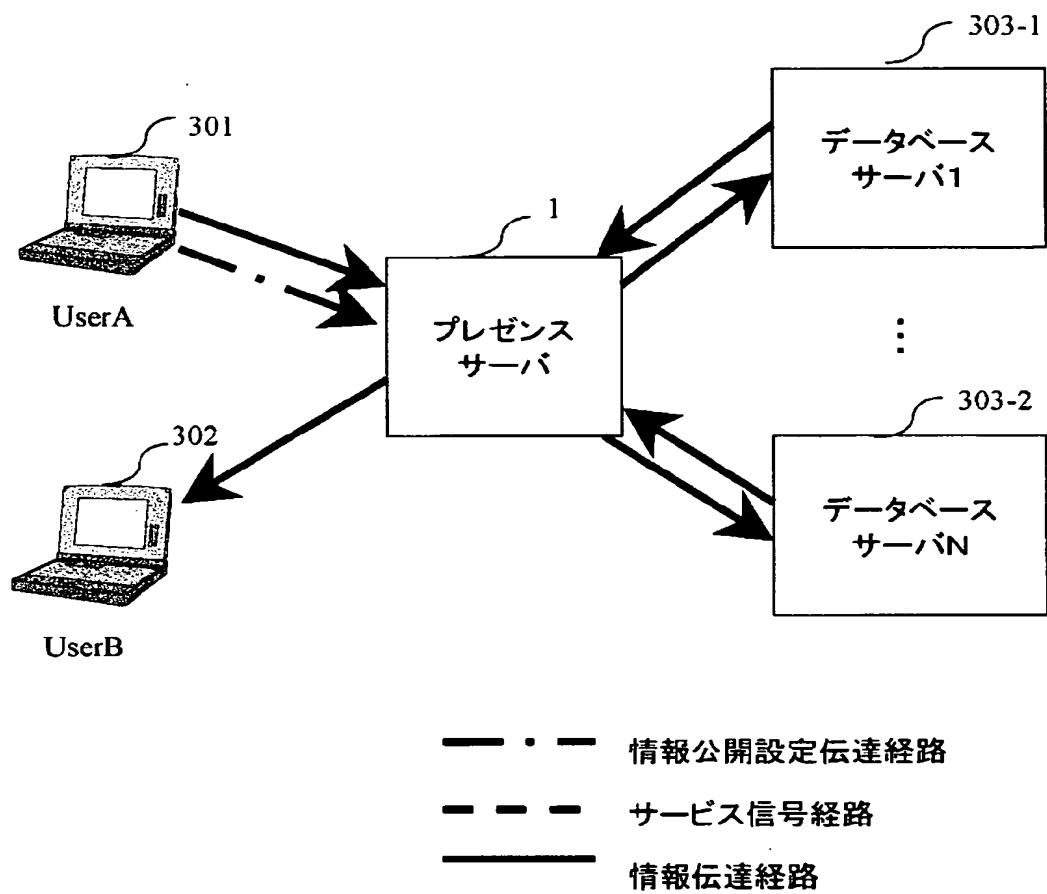 303-1
301
データベース
サーバ1
1
UserA
プレゼンス
サーバ
303-2
302
データベース
サーバN
UserB
情報公開設定伝達経路
サービス信号経路
情報伝達経路